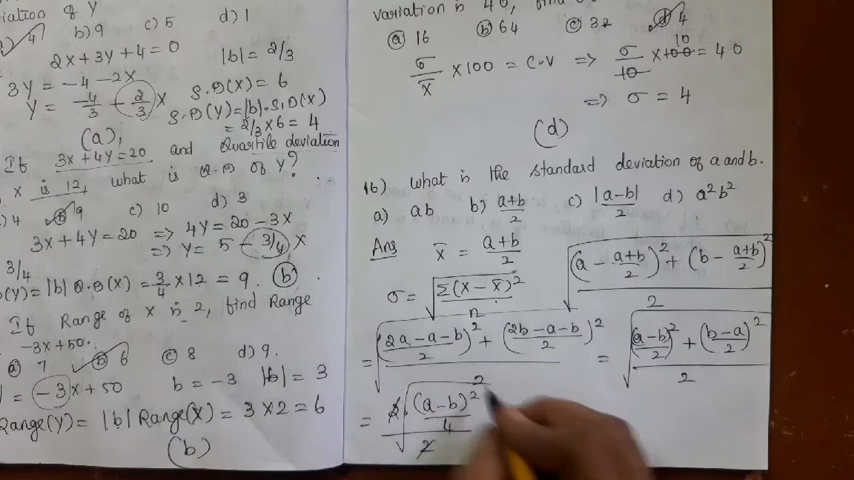 iation of Y
a) 4 b) 9 c) 5 d) 1
2x+3y+4=0 |b| = 2/3
3Y = -4 -2x
Y = -4/3 - 2/3 X S.D(X) = 6
S.D(Y)=|b|.S.D(X)
= 2/3 x 6 = 4
(a),
If 3x+4y=20 and Quartile deviation
x is 12, what is Q.D of Y?
) 4 b) 9 c) 10 d) 3
3x+4y=20 => 4Y = 20-3x
=> Y= 5 - 3/4 X
3/4
(Y)=|b| Q.D(X) = 3/4 x 12 = 9. (b)
If Range of x is 2, find Range
-3x+50.
a) 7 b) 6 c) 8 d) 9.
= -3x+50 b = -3 |b| = 3
Range(Y)= |b| Range(X) = 3 x 2 = 6
(b)
variation is 40,
a) 16 b) 64 c) 32 d) 4
σ/x̄ x 100 = C.V => σ/10 x 100 10 = 40
=> σ = 4
(d)
16) What is the standard deviation of a and b.
a) ab b) a+b/2 c) |a-b|/2 d) a²b²
Ans x̄ = a+b/2
σ = √(Σ(x-x̄)²/n) √(((a - a+b/2)² + (b - a+b/2)²)/2)
= √(((2a-a-b/2)² + (2b-a-b/2)²)/2) = √(((a-b/2)² + (b-a/2)²)/2)
= √(2 (a-b)²/4 / 2)